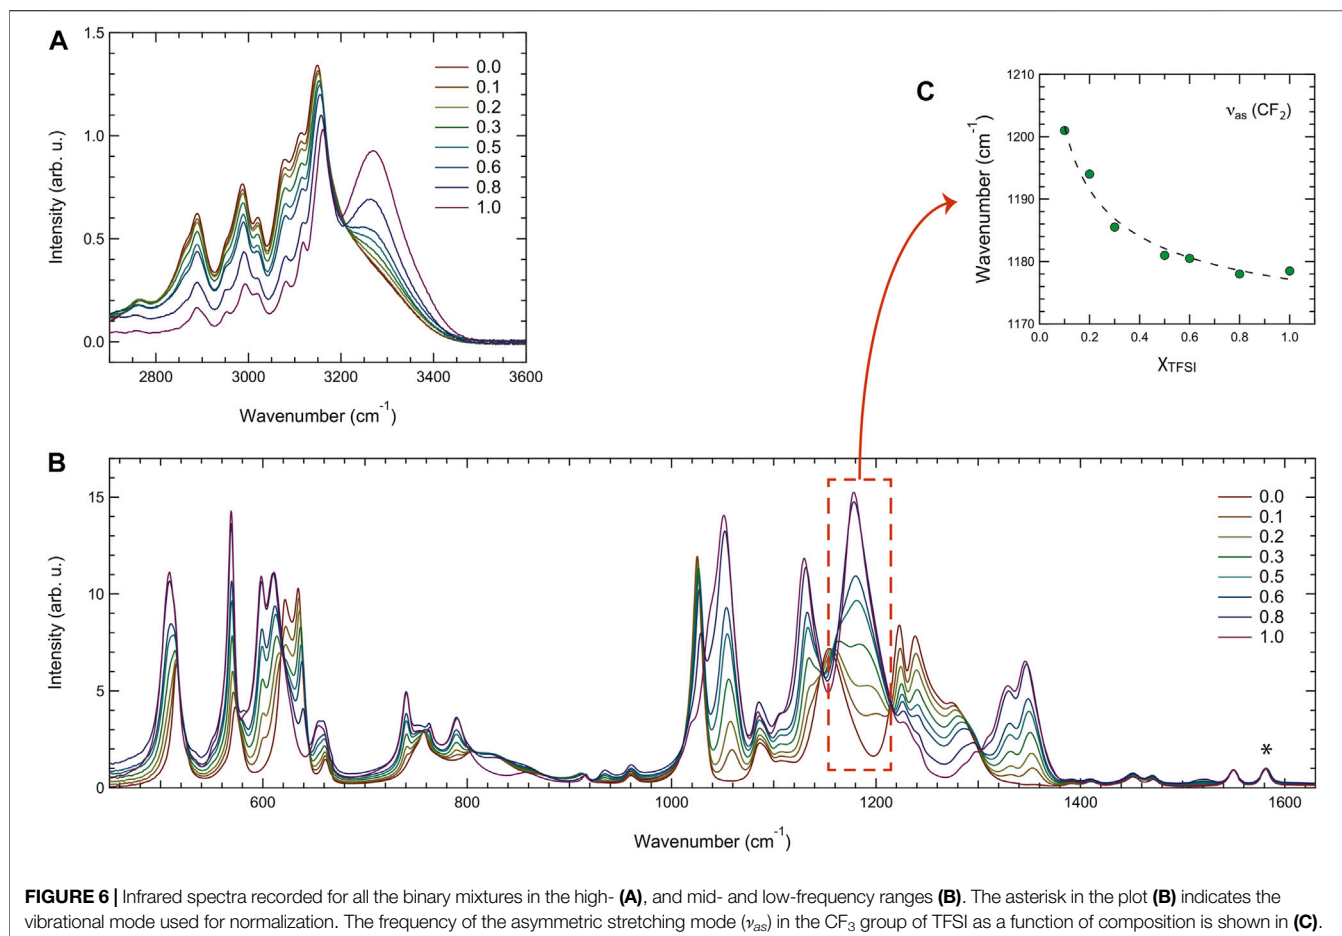 A
1.5
1.0
0.5
0.0
Intensity (arb. u.)
0.0
0.1
0.2
0.3
0.5
0.6
0.8
1.0
2800 3000 3200 3400 3600
Wavenumber (cm⁻¹)
C
1210
1200
1190
1180
1170
Wavenumber (cm⁻¹)
νas (CF₂)
0.0 0.2 0.4 0.6 0.8 1.0
χTFSI
B
15
10
5
0
Intensity (arb. u.)
0.0
0.1
0.2
0.3
0.5
0.6
0.8
1.0
*
600 800 1000 1200 1400 1600
Wavenumber (cm⁻¹)
FIGURE 6 | Infrared spectra recorded for all the binary mixtures in the high- (A), and mid- and low-frequency ranges (B). The asterisk in the plot (B) indicates the
vibrational mode used for normalization. The frequency of the asymmetric stretching mode (νas) in the CF₃ group of TFSI as a function of composition is shown in (C).